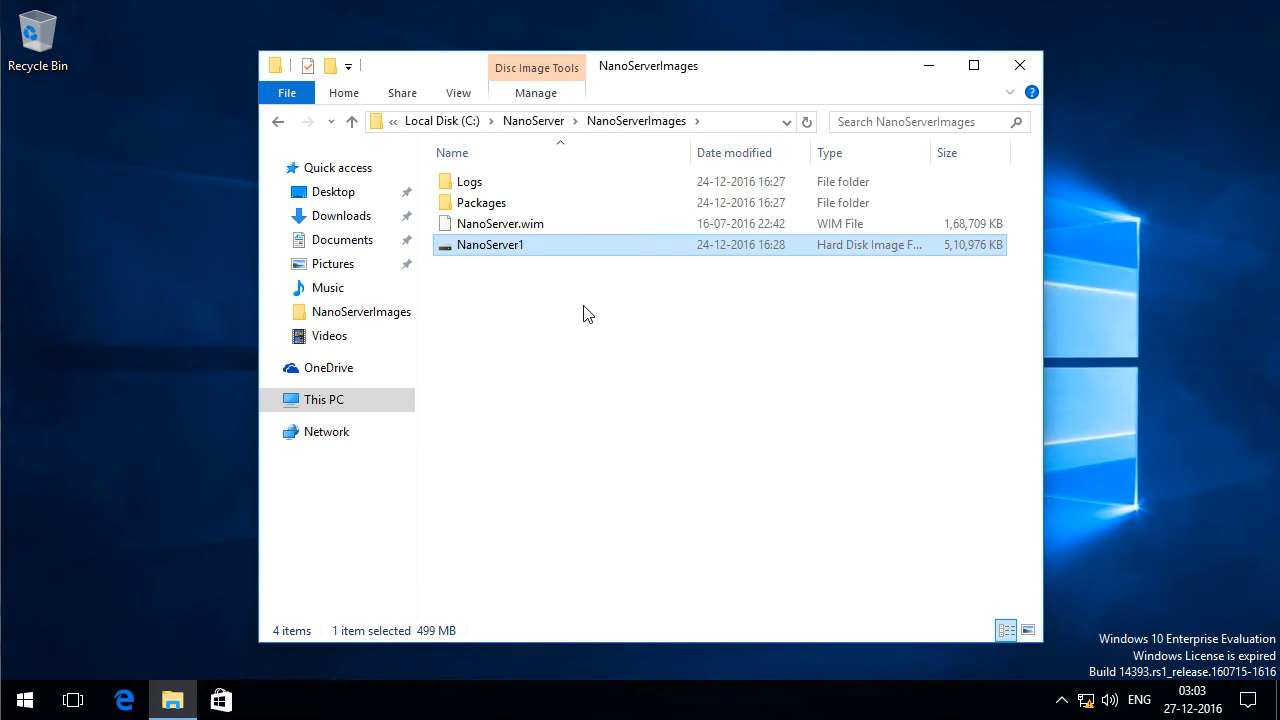 Recycle Bin
Disc Image Tools
NanoServerImages
File
Home
Share
View
Manage
« Local Disk (C:) > NanoServer > NanoServerImages >
Search NanoServerImages
Name
Date modified
Type
Size
Quick access
Desktop
Downloads
Documents
Pictures
Music
NanoServerImages
Videos
OneDrive
This PC
Network
Logs 24-12-2016 16:27 File folder
Packages 24-12-2016 16:27 File folder
NanoServer.wim 16-07-2016 22:42 WIM File 1,68,709 KB
NanoServer1 24-12-2016 16:28 Hard Disk Image F... 5,10,976 KB
4 items 1 item selected 499 MB
Windows 10 Enterprise Evaluation
Windows License is expired
Build 14393.rs1_release.160715-1616
ENG
03:03
27-12-2016